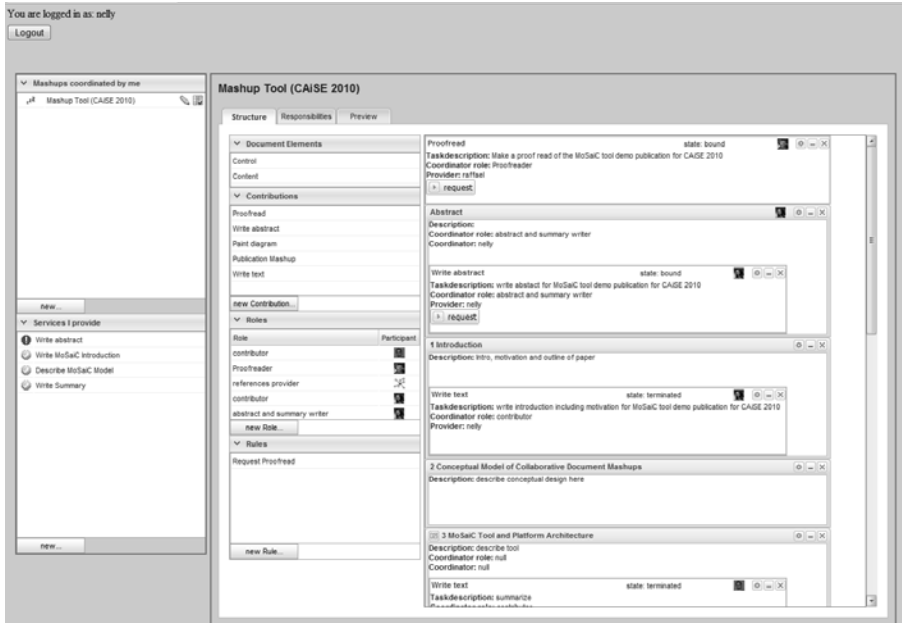 You are logged in as: nelly
Logout
Mashups coordinated by me
Mashup Tool (CAiSE 2010)
new...
Services I provide
Write abstract
Write MoSaiC Introduction
Describe MoSaiC Model
Write Summary
new...
Mashup Tool (CAiSE 2010)
Structure Responsibilities Preview
Document Elements
Control
Content
Contributions
Proofread
Write abstract
Paint diagram
Publication Mashup
Write text
new Contribution...
Roles
Role Participant
contributor
Proofreader
references provider
contributor
abstract and summary writer
new Role...
Rules
Request Proofread
new Rule...
Proofread state: bound
Taskdescription: Make a proof read of the MoSaiC tool demo publication for CAiSE 2010
Coordinator role: Proofreader
Provider: raffael
request
Abstract
Description:
Coordinator role: abstract and summary writer
Coordinator: nelly
Write abstract state: bound
Taskdescription: write abstact for MoSaiC tool demo publication for CAiSE 2010
Coordinator role: abstract and summary writer
Provider: nelly
request
1 Introduction
Description: Intro, motivation and outline of paper
Write text state: terminated
Taskdescription: write introduction including motivation for MoSaiC tool demo publication for CAiSE 2010
Coordinator role: contributor
Provider: nelly
2 Conceptual Model of Collaborative Document Mashups
Description: describe conceptual design here
3 MoSaiC Tool and Platform Architecture
Description: describe tool
Coordinator role: null
Coordinator: null
Write text state: terminated
Taskdescription: summarize
Coordinator role: contributor